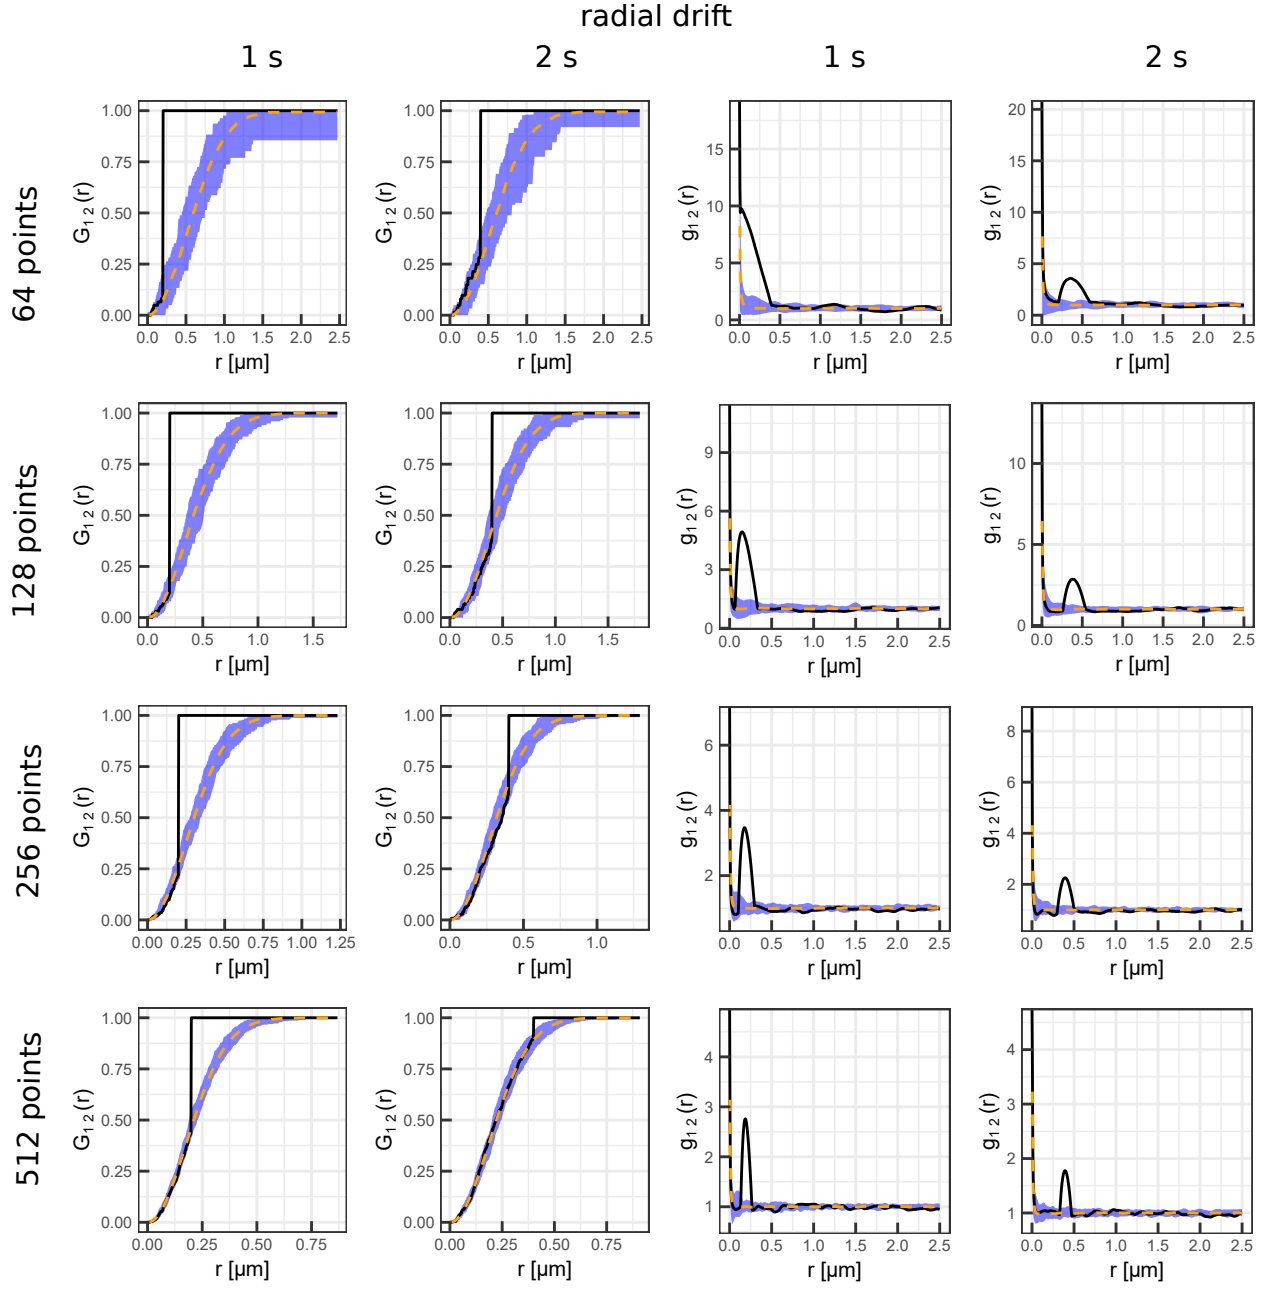 radial drift
1 s 2 s 1 s 2 s
64 points
G12(r)
1.00
0.75
0.50
0.25
0.00
0.0 0.5 1.0 1.5 2.0 2.5
r [µm]
G12(r)
1.00
0.75
0.50
0.25
0.00
0.0 0.5 1.0 1.5 2.0 2.5
r [µm]
g12(r)
15
10
5
0
0.0 0.5 1.0 1.5 2.0 2.5
r [µm]
g12(r)
20
15
10
5
0
0.0 0.5 1.0 1.5 2.0 2.5
r [µm]
128 points
G12(r)
1.00
0.75
0.50
0.25
0.00
0.0 0.5 1.0 1.5
r [µm]
G12(r)
1.00
0.75
0.50
0.25
0.00
0.0 0.5 1.0 1.5
r [µm]
g12(r)
9
6
3
0
0.0 0.5 1.0 1.5 2.0 2.5
r [µm]
g12(r)
10
5
0
0.0 0.5 1.0 1.5 2.0 2.5
r [µm]
256 points
G12(r)
1.00
0.75
0.50
0.25
0.00
0.00 0.25 0.50 0.75 1.00 1.25
r [µm]
G12(r)
1.00
0.75
0.50
0.25
0.00
0.0 0.5 1.0
r [µm]
g12(r)
6
4
2
0.0 0.5 1.0 1.5 2.0 2.5
r [µm]
g12(r)
8
6
4
2
0.0 0.5 1.0 1.5 2.0 2.5
r [µm]
512 points
G12(r)
1.00
0.75
0.50
0.25
0.00
0.00 0.25 0.50 0.75
r [µm]
G12(r)
1.00
0.75
0.50
0.25
0.00
0.00 0.25 0.50 0.75
r [µm]
g12(r)
4
3
2
1
0.0 0.5 1.0 1.5 2.0 2.5
r [µm]
g12(r)
4
3
2
1
0.0 0.5 1.0 1.5 2.0 2.5
r [µm]